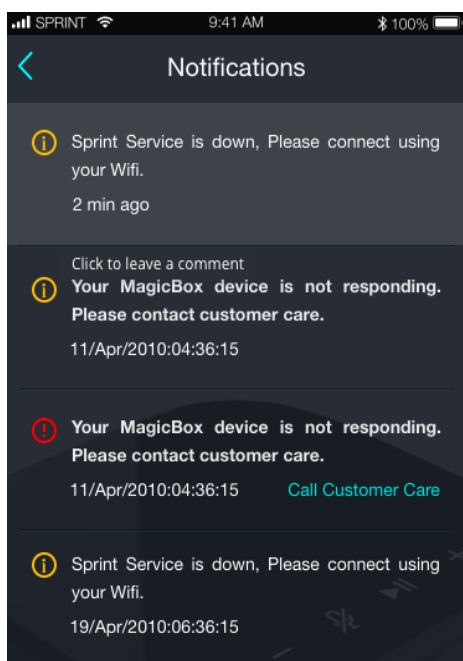 SPRINT 9:41 AM 100%
Notifications
Sprint Service is down, Please connect using
your Wifi.
2 min ago
Click to leave a comment
Your MagicBox device is not responding.
Please contact customer care.
11/Apr/2010:04:36:15
Your MagicBox device is not responding.
Please contact customer care.
11/Apr/2010:04:36:15 Call Customer Care
Sprint Service is down, Please connect using
your Wifi.
19/Apr/2010:06:36:15